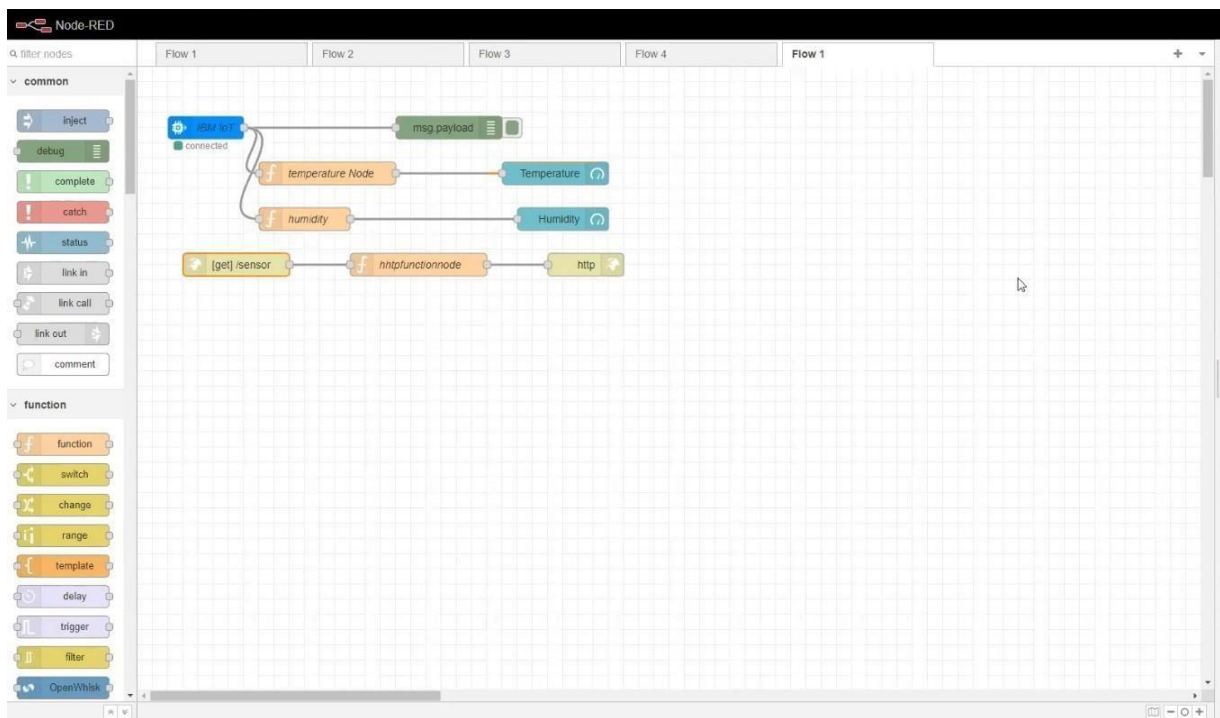 Node-RED
filter nodes
Flow 1
Flow 2
Flow 3
Flow 4
Flow 1
common
inject
debug
complete
catch
status
link in
link call
link out
comment
function
function
switch
change
range
template
delay
trigger
filter
OpenWhisk
IBM IoT
connected
msg.payload
temperature Node
Temperature
humidity
Humidity
[get] /sensor
hhtpfunctionnode
http